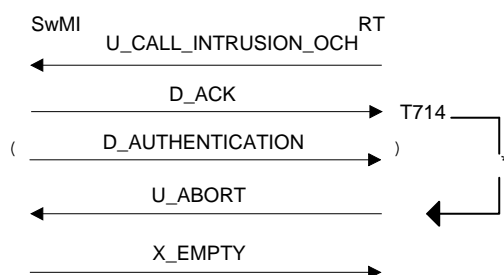 SwMI RT
U_CALL_INTRUSION_OCH
D_ACK
T714
( D_AUTHENTICATION )
U_ABORT
X_EMPTY